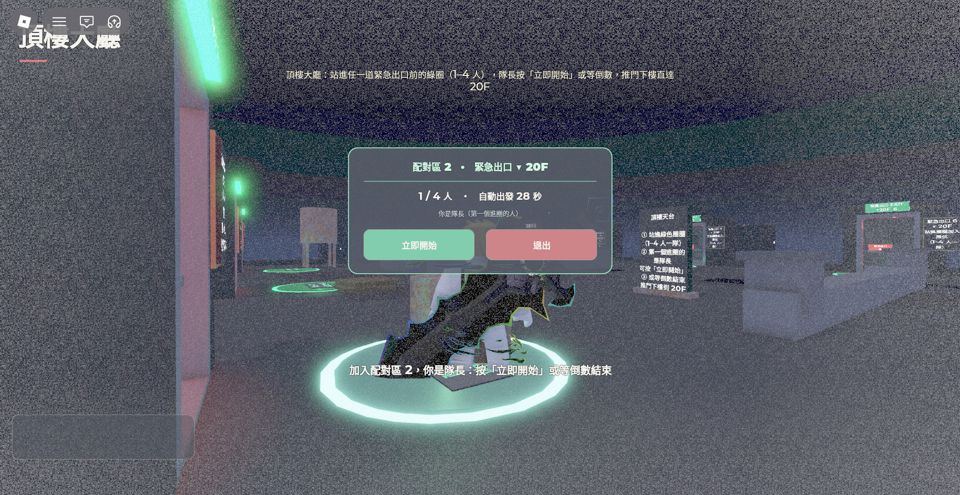 頂樓大廳
頂樓大廳：站進任一道緊急出口前的綠圈（1–4 人），隊長按「立即開始」或等倒數，推門下樓直達
20F
配對區 2 • 緊急出口 ▼ 20F
1 / 4 人 • 自動出發 28 秒
你是隊長（第一個進圈的人）
立即開始
退出
頂樓天台
① 站進綠色圈圈
（1–4 人一隊）
② 第一個進圈的
是隊長
可按「立即開始」
③ 或等倒數結束
推門下樓到 20F
緊急出口 6
▼ 20F
加入配對區 2，你是隊長：按「立即開始」或等倒數結束